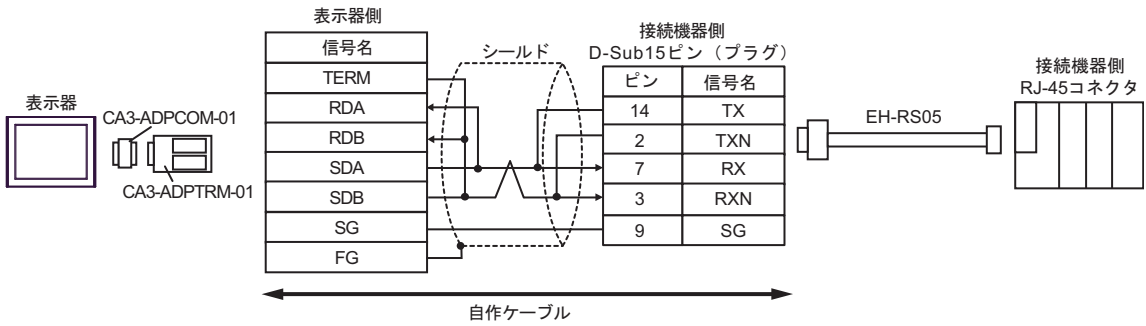 表示器
CA3-ADPCOM-01
CA3-ADPTRM-01
表示器側
信号名
TERM
RDA
RDB
SDA
SDB
SG
FG
シールド
接続機器側
D-Sub15ピン（プラグ）
ピン 信号名
14 TX
2 TXN
7 RX
3 RXN
9 SG
EH-RS05
接続機器側
RJ-45コネクタ
自作ケーブル